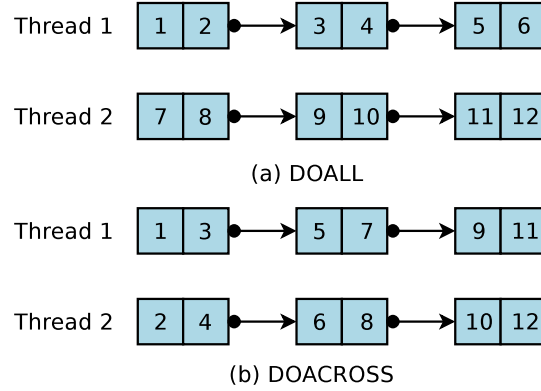 Thread 1 1 2 3 4 5 6
Thread 2 7 8 9 10 11 12
(a) DOALL
Thread 1 1 3 5 7 9 11
Thread 2 2 4 6 8 10 12
(b) DOACROSS